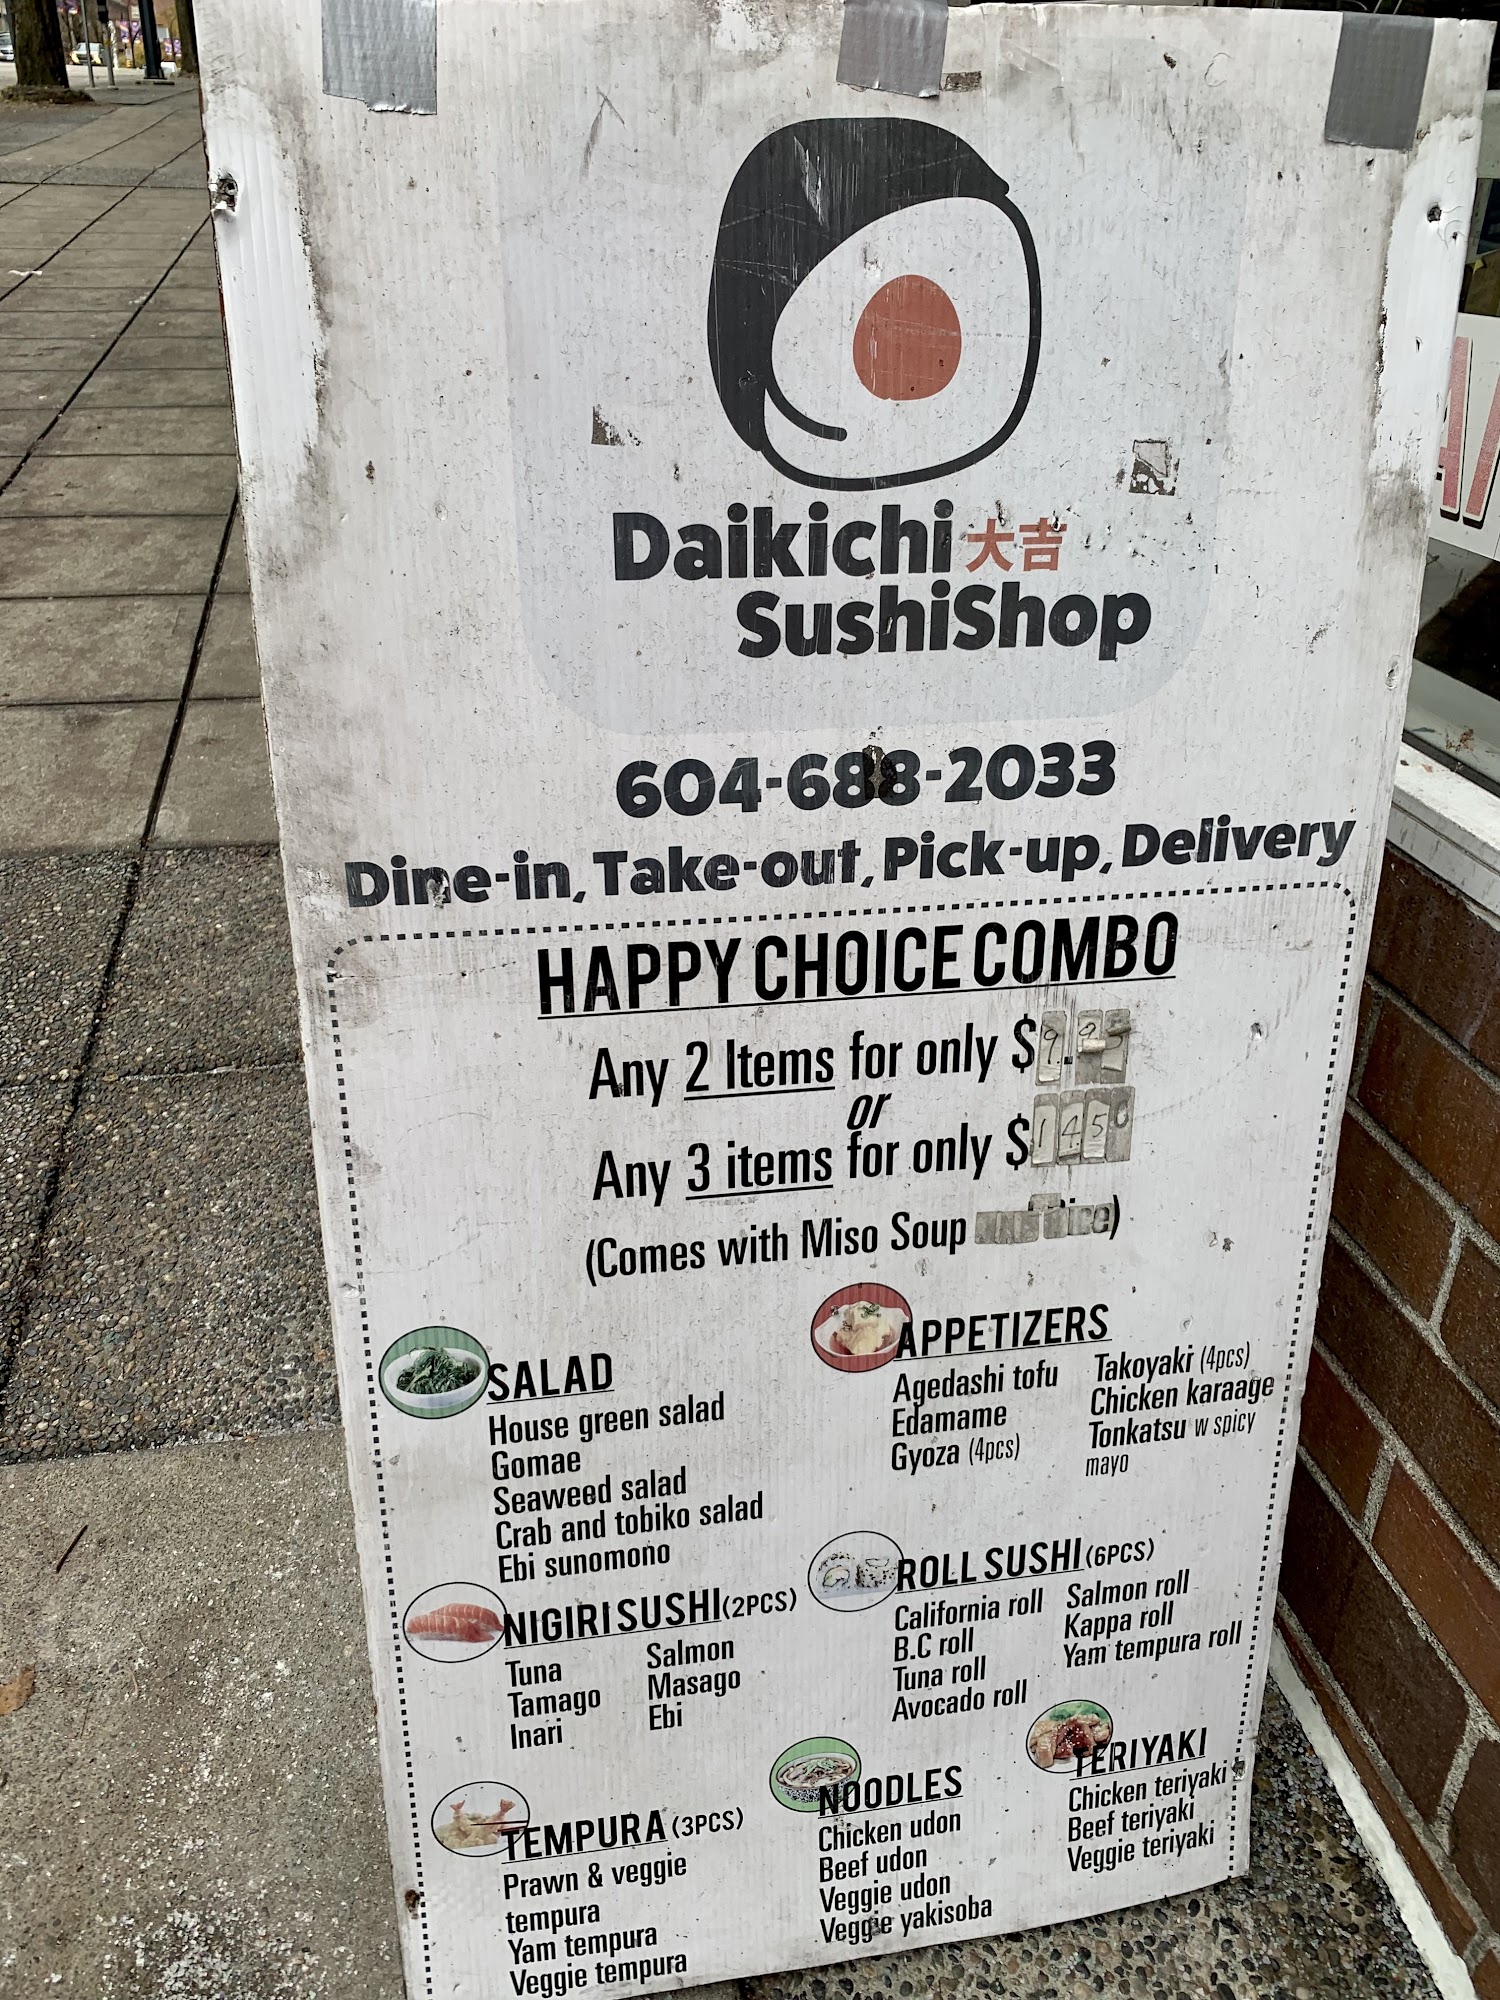 Daikichi 大吉
SushiShop
604-688-2033
Dine-in, Take-out, Pick-up, Delivery
HAPPY CHOICE COMBO
Any 2 Items for only $9.95
or
Any 3 items for only $14.50
(Comes with Miso Soup
SALAD
House green salad
Gomae
Seaweed salad
Crab and tobiko salad
Ebi sunomono
APPETIZERS
Agedashi tofu
Edamame
Gyoza (4pcs)
Takoyaki (4pcs)
Chicken karaage
Tonkatsu w spicy
mayo
NIGIRI SUSHI (2PCS)
Tuna
Tamago
Inari
Salmon
Masago
Ebi
ROLL SUSHI (6PCS)
California roll
B.C roll
Tuna roll
Avocado roll
Salmon roll
Kappa roll
Yam tempura roll
TEMPURA (3PCS)
Prawn & veggie
tempura
Yam tempura
Veggie tempura
NOODLES
Chicken udon
Beef udon
Veggie udon
Veggie yakisoba
TERIYAKI
Chicken teriyaki
Beef teriyaki
Veggie teriyaki